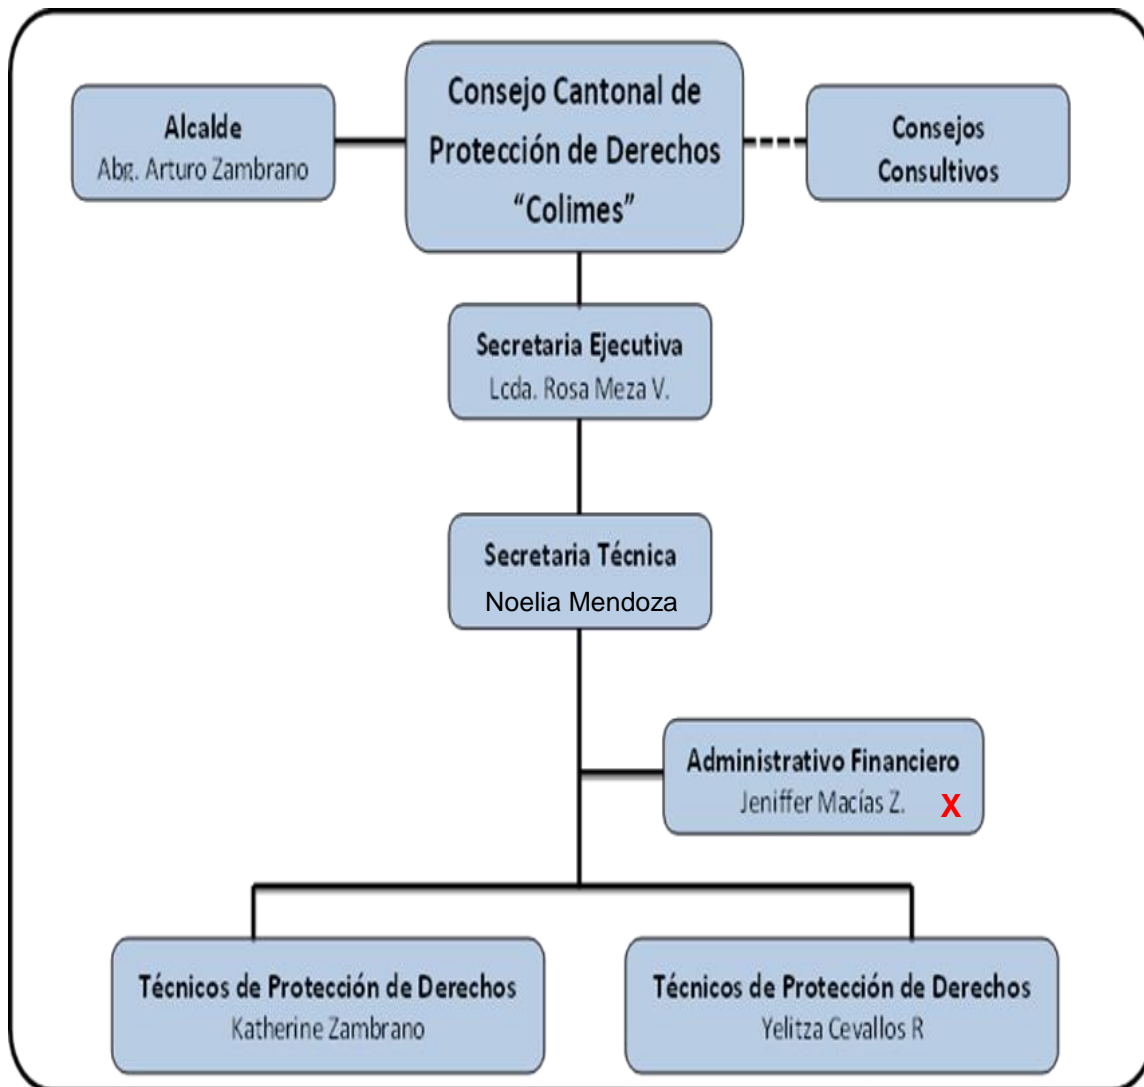 Consejo Cantonal de
Protección de Derechos
“Colimes”
Alcalde
Abg. Arturo Zambrano
Consejos
Consultivos
Secretaria Ejecutiva
Lcda. Rosa Meza V.
Secretaria Técnica
Noelia Mendoza
Administrativo Financiero
Jeniffer Macías Z. X
Técnicos de Protección de Derechos
Katherine Zambrano
Técnicos de Protección de Derechos
Yelitza Cevallos R